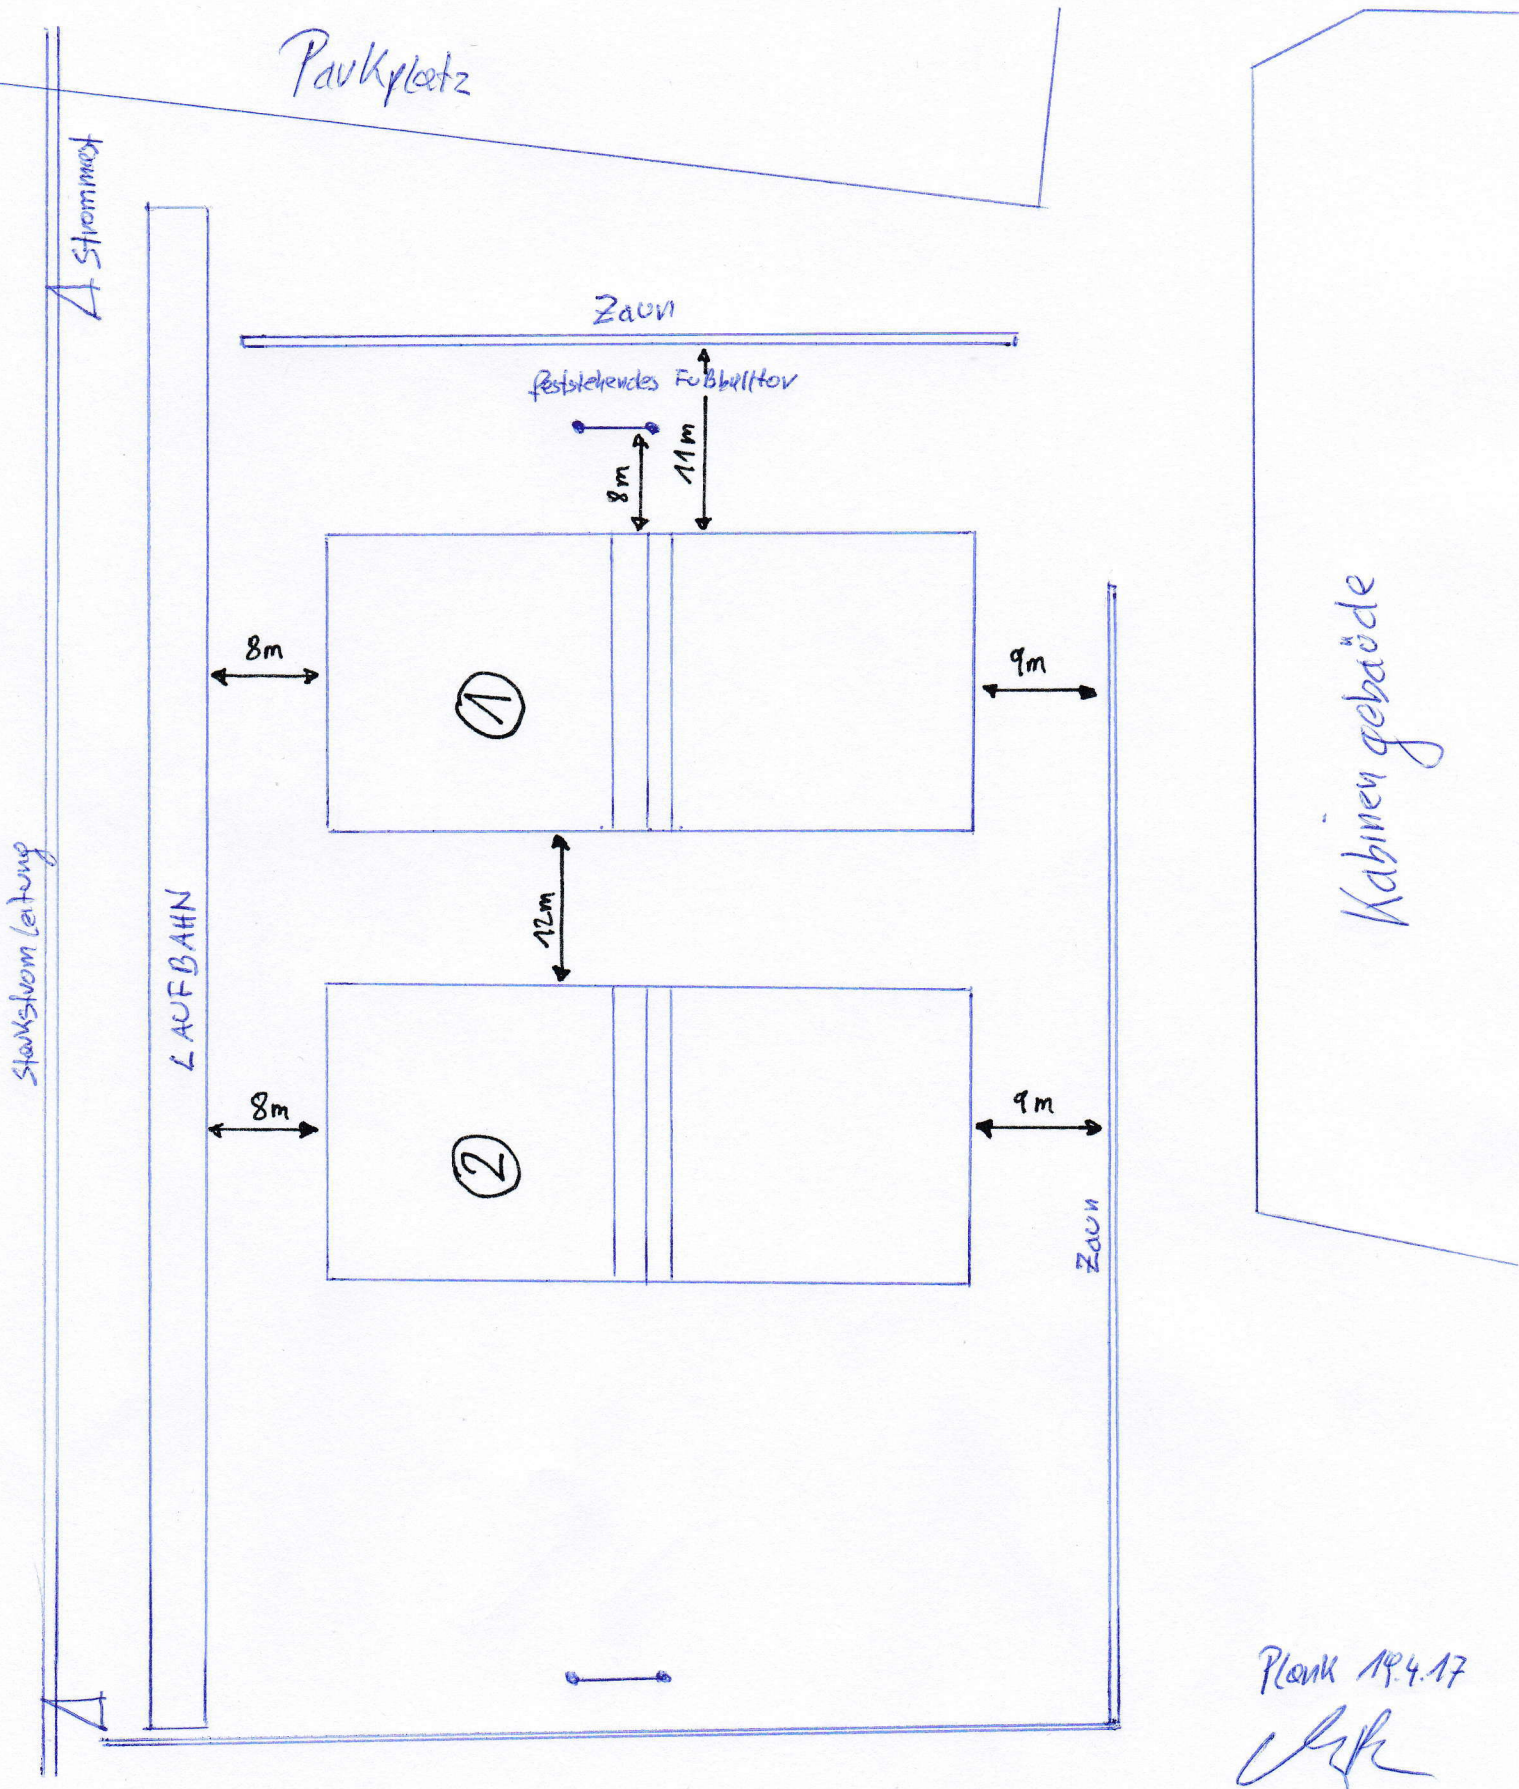 Parkplatz
Strommast
Zaun
feststehendes Fußballtor
8m
11m
8m
1
9m
Kabinengebäude
12m
Starkstromleitung
LAUFBAHN
8m
2
9m
Zaun
Plank 19.4.17